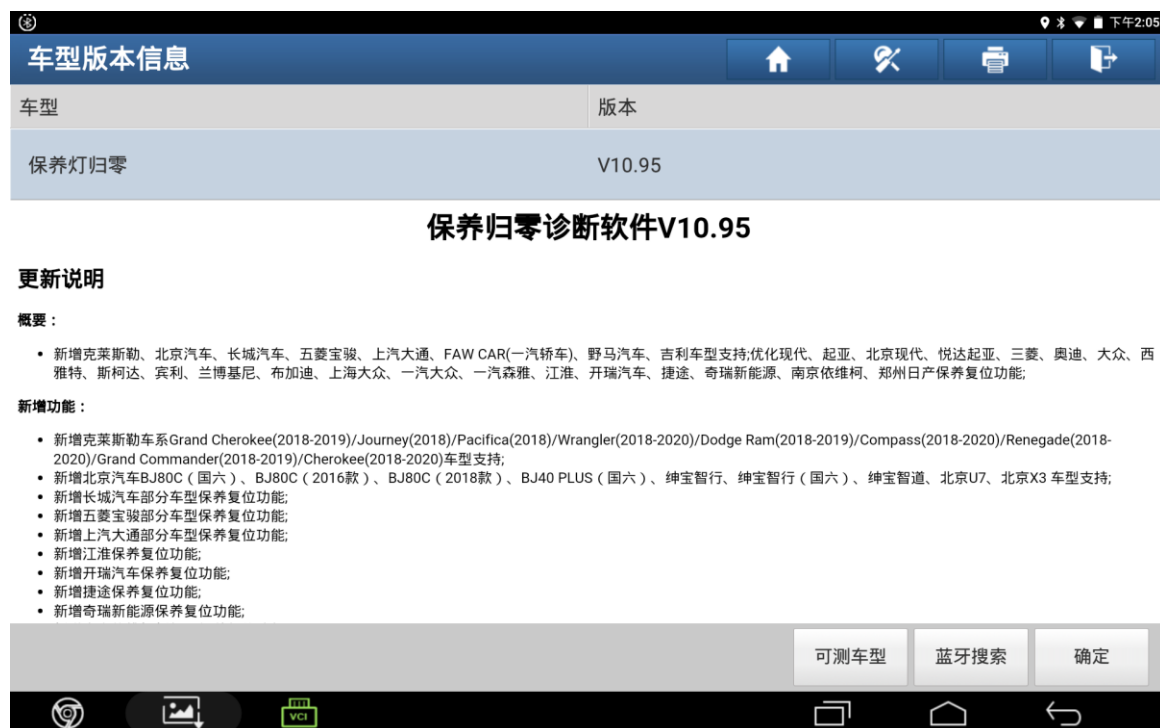 下午2:05
车型版本信息
车型 版本
保养灯归零 V10.95
保养归零诊断软件V10.95
更新说明
概要：
• 新增克莱斯勒、北京汽车、长城汽车、五菱宝骏、上汽大通、FAW CAR(一汽轿车)、野马汽车、吉利车型支持;优化现代、起亚、北京现代、悦达起亚、三菱、奥迪、大众、西
雅特、斯柯达、宾利、兰博基尼、布加迪、上海大众、一汽大众、一汽森雅、江淮、开瑞汽车、捷途、奇瑞新能源、南京依维柯、郑州日产保养复位功能;
新增功能：
• 新增克莱斯勒车系Grand Cherokee(2018-2019)/Journey(2018)/Pacifica(2018)/Wrangler(2018-2020)/Dodge Ram(2018-2019)/Compass(2018-2020)/Renegade(2018-
2020)/Grand Commander(2018-2019)/Cherokee(2018-2020)车型支持;
• 新增北京汽车BJ80C（国六）、BJ80C（2016款）、BJ80C（2018款）、BJ40 PLUS（国六）、绅宝智行、绅宝智行（国六）、绅宝智道、北京U7、北京X3 车型支持;
• 新增长城汽车部分车型保养复位功能;
• 新增五菱宝骏部分车型保养复位功能;
• 新增上汽大通部分车型保养复位功能;
• 新增江淮保养复位功能;
• 新增开瑞汽车保养复位功能;
• 新增捷途保养复位功能;
• 新增奇瑞新能源保养复位功能;
可测车型 蓝牙搜索 确定
VCI